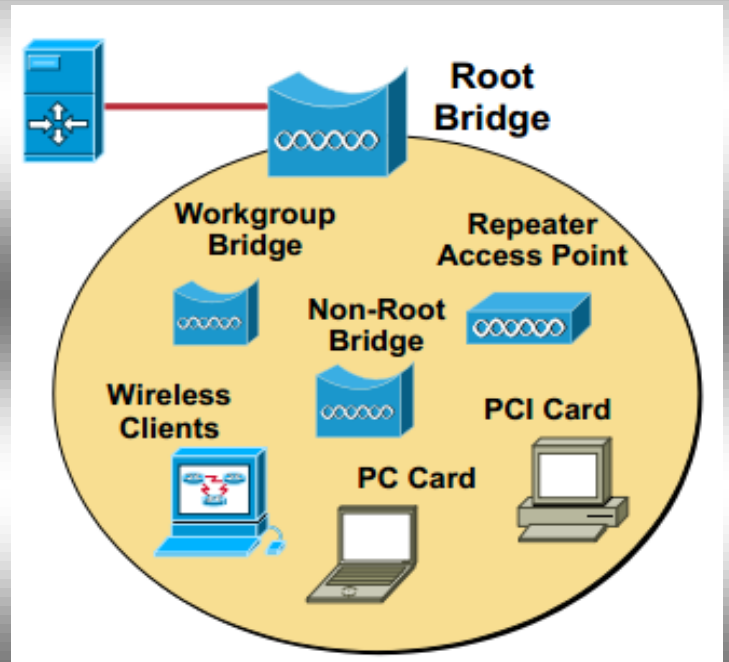 Root
Bridge
Workgroup
Bridge
Repeater
Access Point
Non-Root
Bridge
Wireless
Clients
PCI Card
PC Card